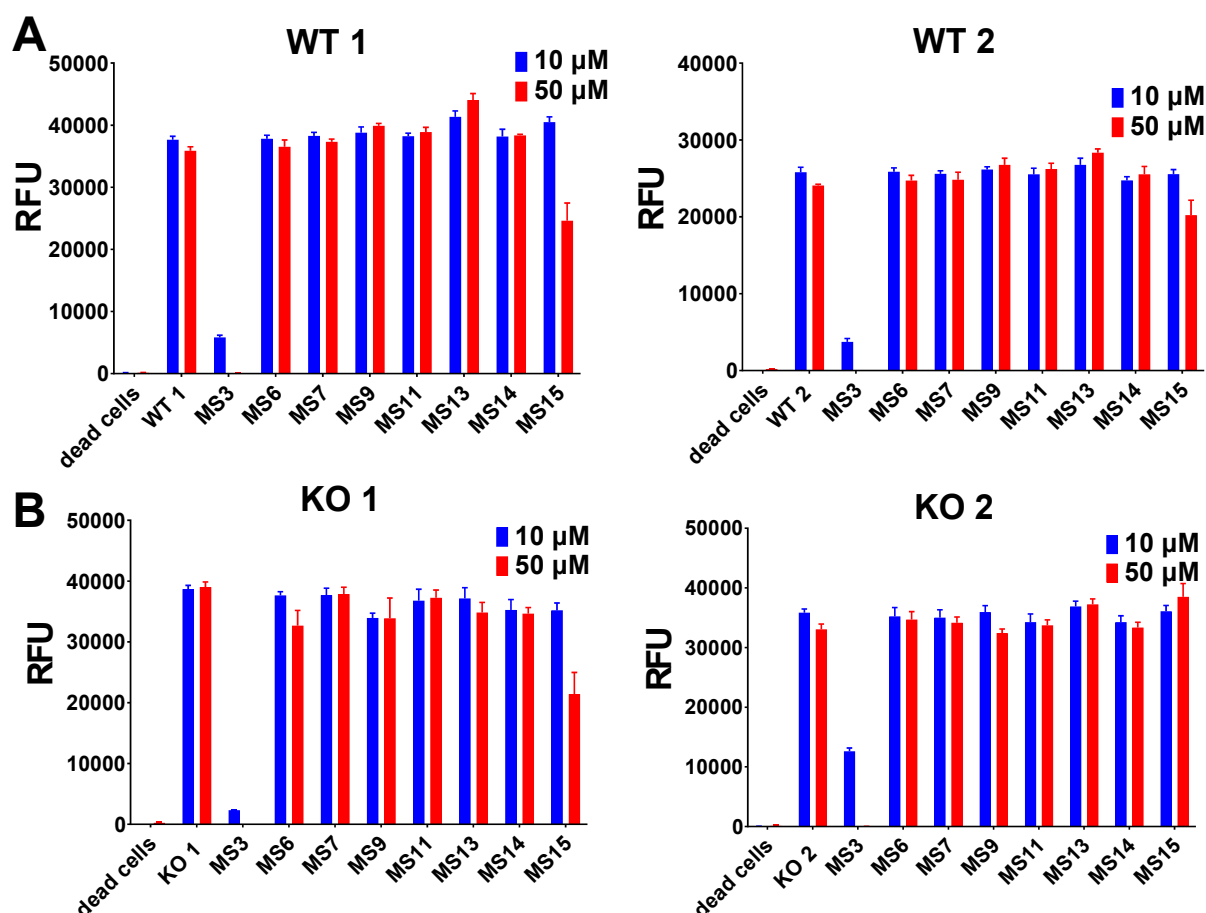 A
WT 1
10 µM
50 µM
RFU
50000
40000
30000
20000
10000
0
dead cells
WT 1
MS3
MS6
MS7
MS9
MS11
MS13
MS14
MS15
WT 2
10 µM
50 µM
RFU
40000
30000
20000
10000
0
dead cells
WT 2
MS3
MS6
MS7
MS9
MS11
MS13
MS14
MS15
B
KO 1
10 µM
50 µM
RFU
50000
40000
30000
20000
10000
0
dead cells
KO 1
MS3
MS6
MS7
MS9
MS11
MS13
MS14
MS15
KO 2
10 µM
50 µM
RFU
50000
40000
30000
20000
10000
0
dead cells
KO 2
MS3
MS6
MS7
MS9
MS11
MS13
MS14
MS15